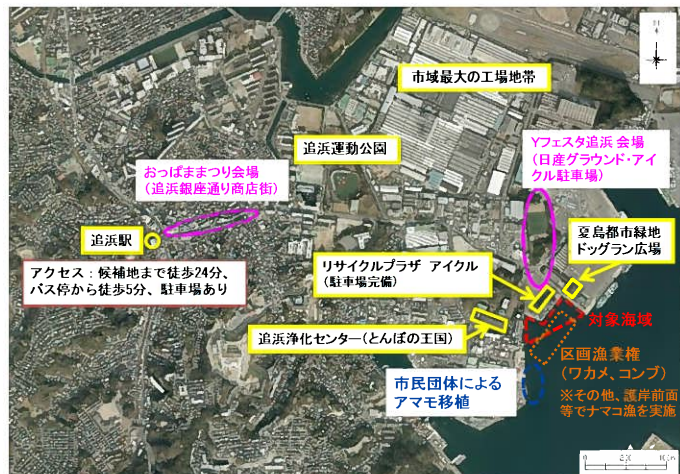 市域最大の工場地帯
追浜運動公園
Yフェスタ追浜 会場
(日産グラウンド・アイ
クル駐車場)
おっぱままつり会場
(追浜銀座通り商店街)
追浜駅
夏島都市緑地
ドッグラン広場
アクセス：候補地まで徒歩24分、
バス停から徒歩5分、駐車場あり
リサイクルプラザ アイクル
(駐車場完備)
対象海域
追浜浄化センター(とんぼの王国)
区画漁業権
(ワカメ、コンブ)
※その他、護岸前面
等でナマコ漁を実施
市民団体による
アマモ移植